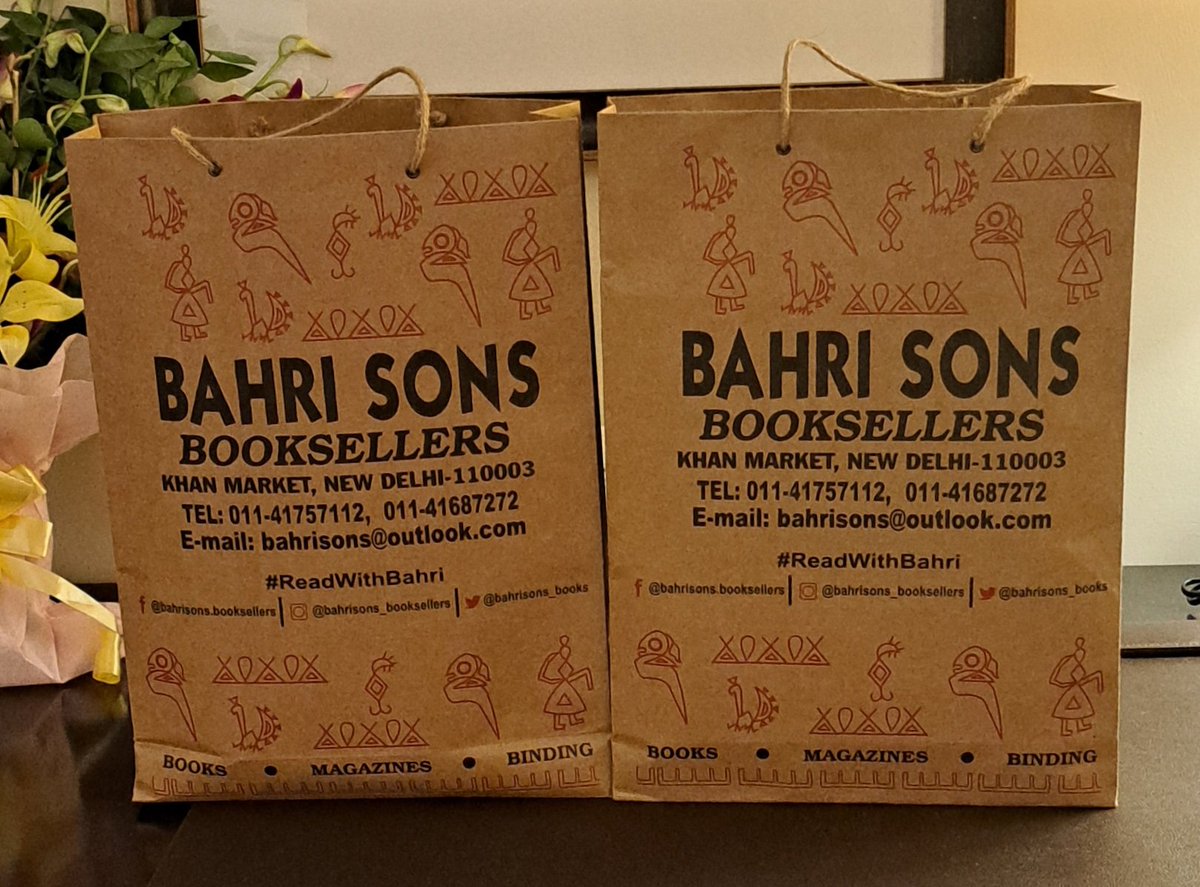 BAHRI SONS
BOOKSELLERS
KHAN MARKET, NEW DELHI-110003
TEL: 011-41757112, 011-41687272
E-mail: bahrisons@outlook.com
#ReadWithBahri
@bahrisons.booksellers | @bahrisons_booksellers | @bahrisons_books
BOOKS • MAGAZINES • BINDING
BAHRI SONS
BOOKSELLERS
KHAN MARKET, NEW DELHI-110003
TEL: 011-41757112, 011-41687272
E-mail: bahrisons@outlook.com
#ReadWithBahri
@bahrisons.booksellers | @bahrisons_booksellers | @bahrisons_books
BOOKS • MAGAZINES • BINDING